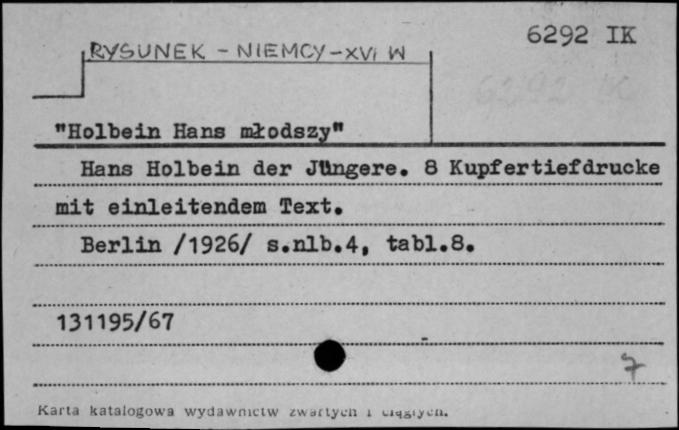 6292 IK
RYSUNEK - NIEMCY - XVI W
"Holbein Hans młodszy"
Hans Holbein der Jüngere. 8 Kupfertiefdrucke
mit einleitendem Text.
Berlin /1926/ s.nlb.4, tabl.8.
131195/67
7
Karta katalogowa wydawnictw zwartych i ciągłych.